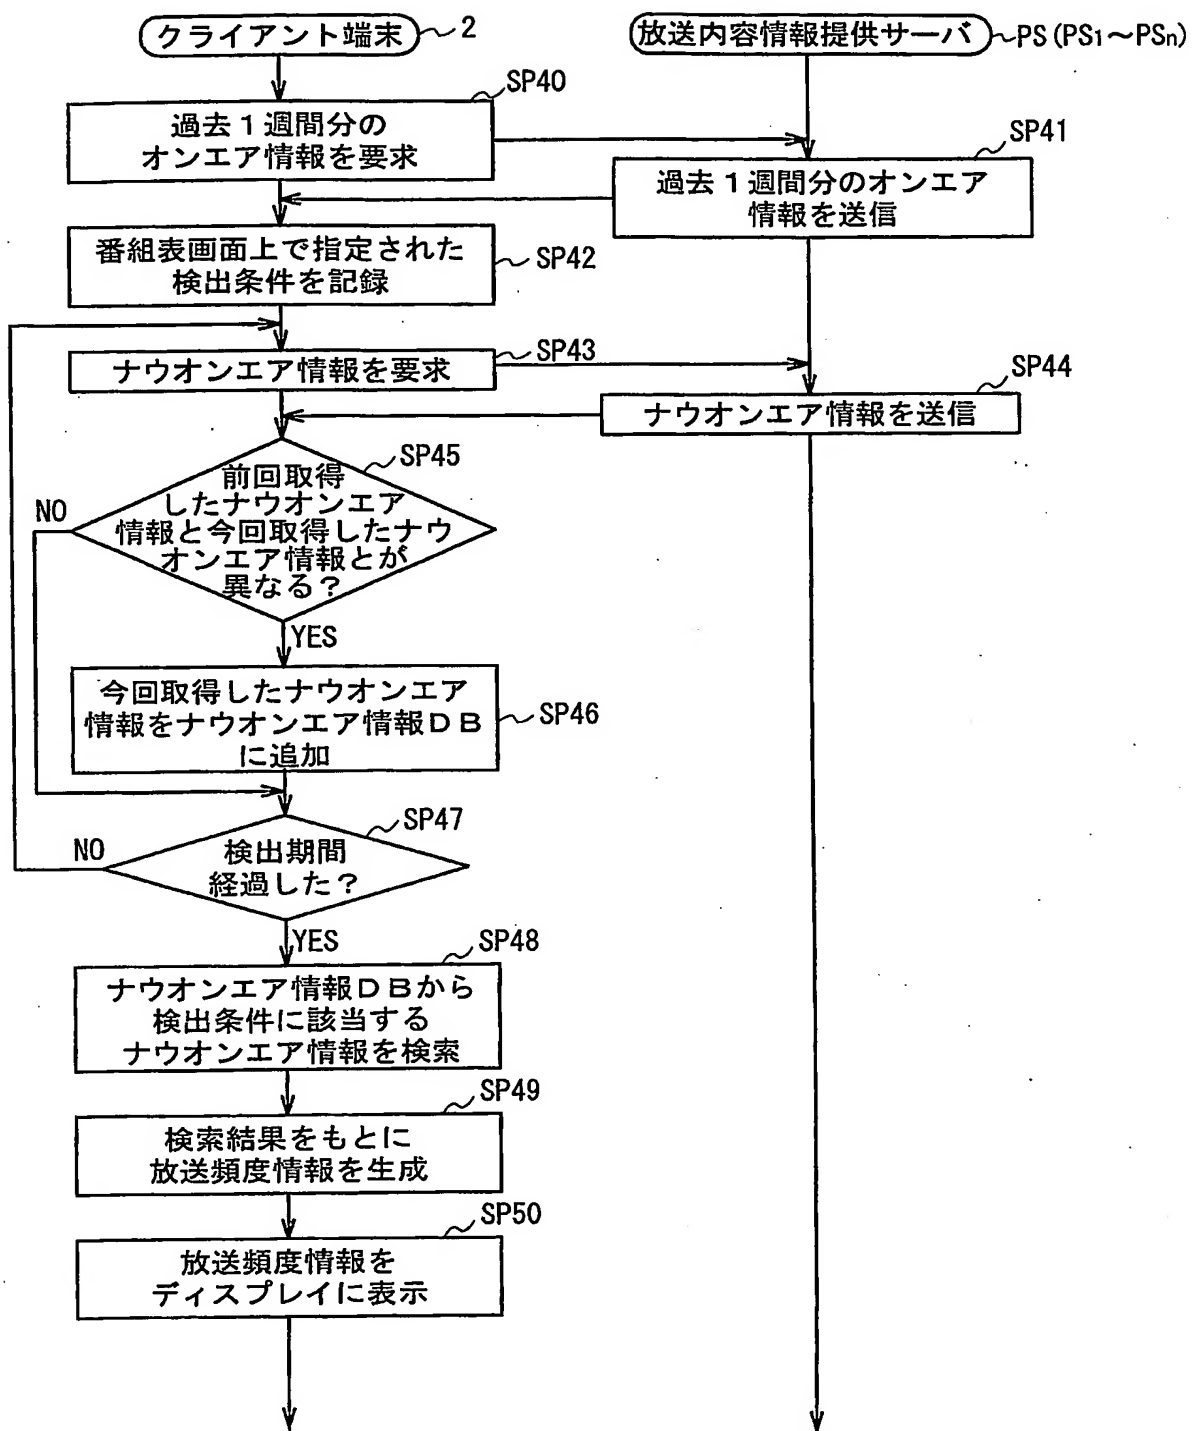 クライアント端末
2
放送内容情報提供サーバ
PS(PS1～PSn)
SP40
過去１週間分の
オンエア情報を要求
SP41
過去１週間分のオンエア
情報を送信
番組表画面上で指定された
検出条件を記録
SP42
ナウオンエア情報を要求
SP43
SP44
ナウオンエア情報を送信
SP45
前回取得
したナウオンエア
情報と今回取得したナウ
オンエア情報とが
異なる？
NO
YES
今回取得したナウオンエア
情報をナウオンエア情報ＤＢ
に追加
SP46
SP47
検出期間
経過した？
NO
YES
SP48
ナウオンエア情報ＤＢから
検出条件に該当する
ナウオンエア情報を検索
SP49
検索結果をもとに
放送頻度情報を生成
SP50
放送頻度情報を
ディスプレイに表示